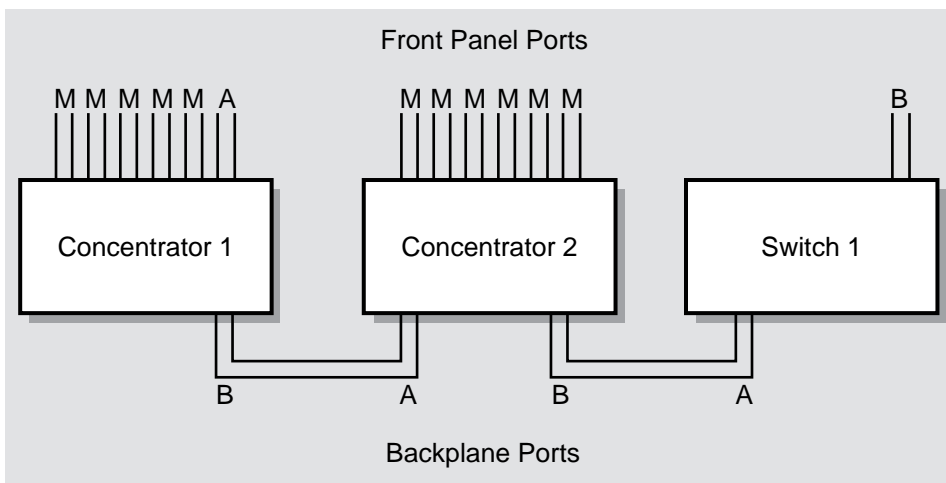 Front Panel Ports
M M M M M A
M M M M M M
B
Concentrator 1
Concentrator 2
Switch 1
B
A
B
A
Backplane Ports